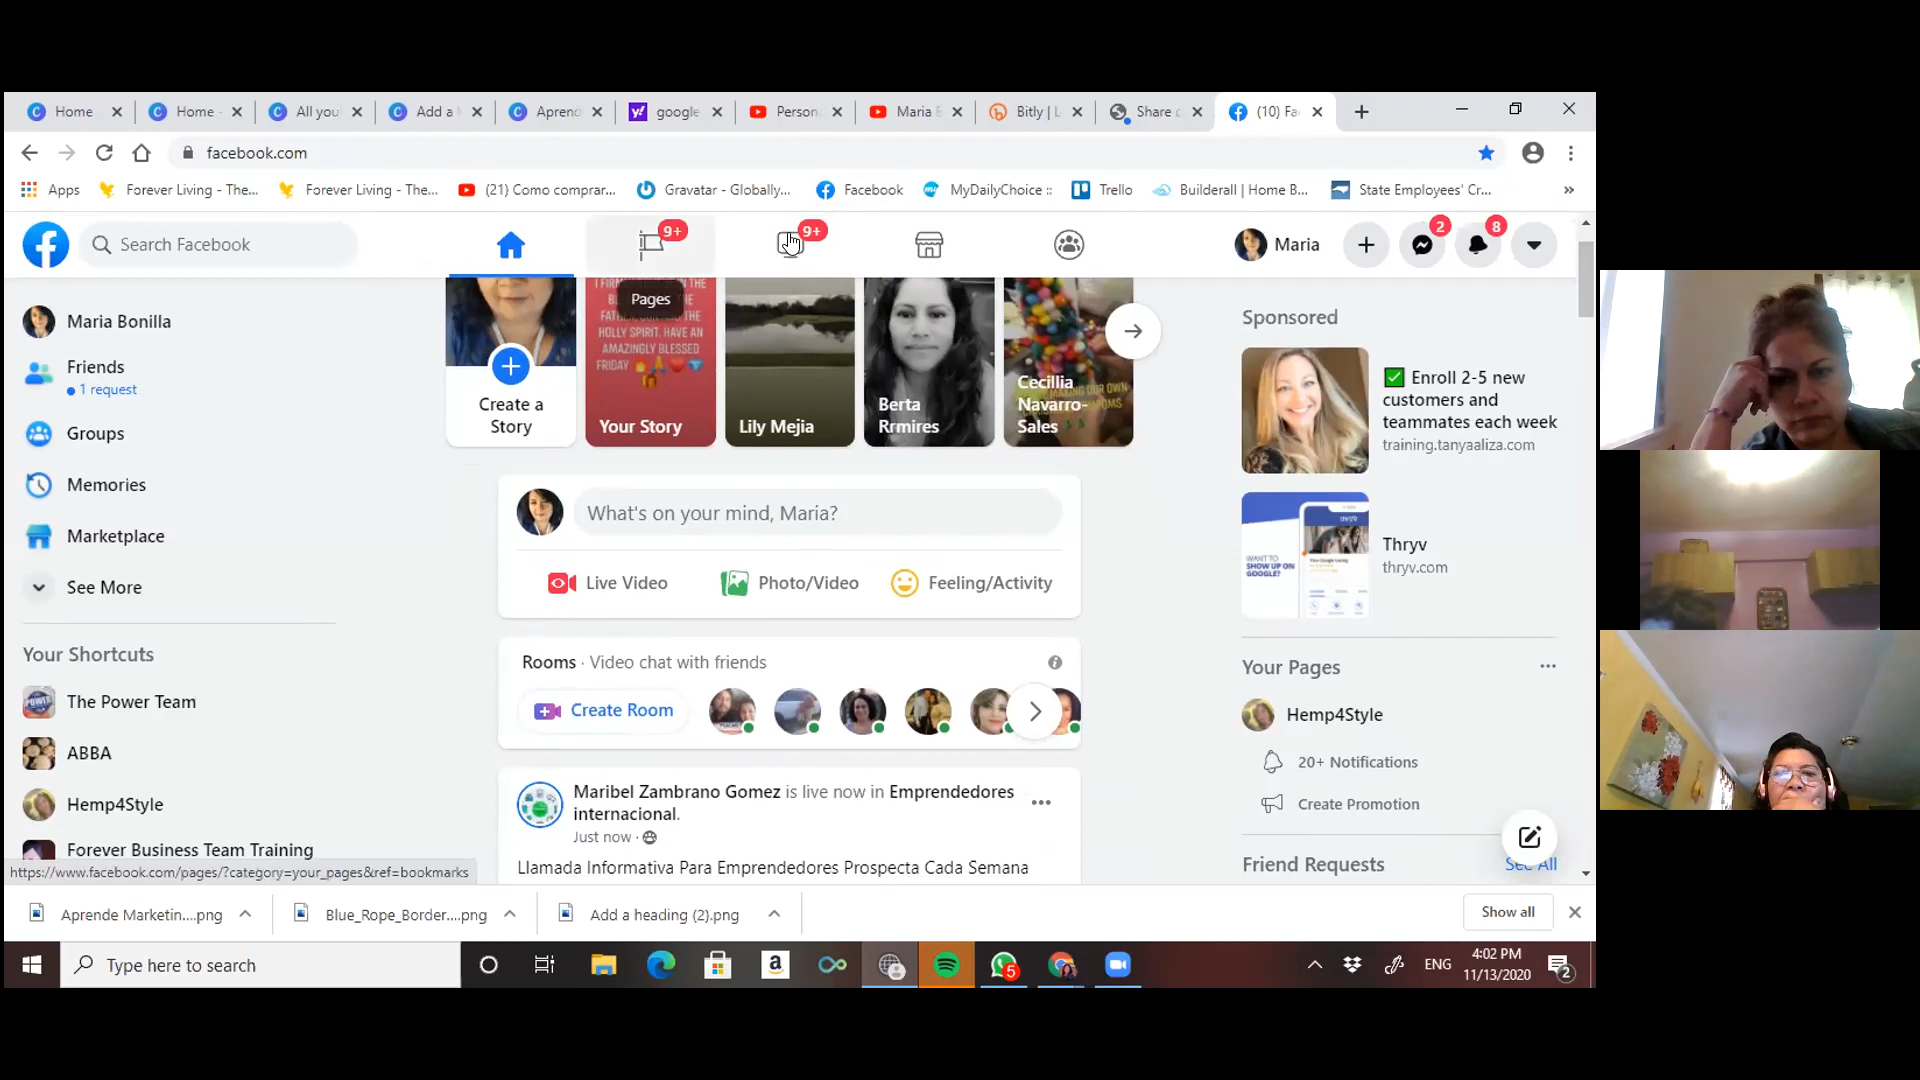 Home
Home -
All you
Add a
Aprend
google
Person
Maria B
Bitly | L
Share c
(10) Fa
facebook.com
Apps
Forever Living - The...
Forever Living - The...
(21) Como comprar...
Gravatar - Globally...
Facebook
MyDailyChoice ::
Trello
Builderall | Home B...
State Employees' Cr...
»
Search Facebook
9+
9+
Maria
2
8
Maria Bonilla
Friends
1 request
Groups
Memories
Marketplace
See More
Your Shortcuts
The Power Team
ABBA
Hemp4Style
Forever Business Team Training
https://www.facebook.com/pages/?category=your_pages&ref=bookmarks
Create a
Story
Pages
HOLLY SPIRIT. HAVE AN
AMAZINGLY BLESSED
FRIDAY
Your Story
Lily Mejia
Berta
Rrmires
Cecillia
Navarro-
Sales
What's on your mind, Maria?
Live Video
Photo/Video
Feeling/Activity
Rooms · Video chat with friends
Create Room
Maribel Zambrano Gomez is live now in Emprendedores
internacional.
Just now ·
Llamada Informativa Para Emprendedores Prospecta Cada Semana
Sponsored
Enroll 2-5 new
customers and
teammates each week
training.tanyaaliza.com
WANT TO
SHOW UP ON
GOOGLE?
Thryv
thryv.com
Your Pages
Hemp4Style
20+ Notifications
Create Promotion
Friend Requests
See All
Aprende Marketin....png
Blue_Rope_Border....png
Add a heading (2).png
Show all
Type here to search
5
ENG
4:02 PM
11/13/2020
2